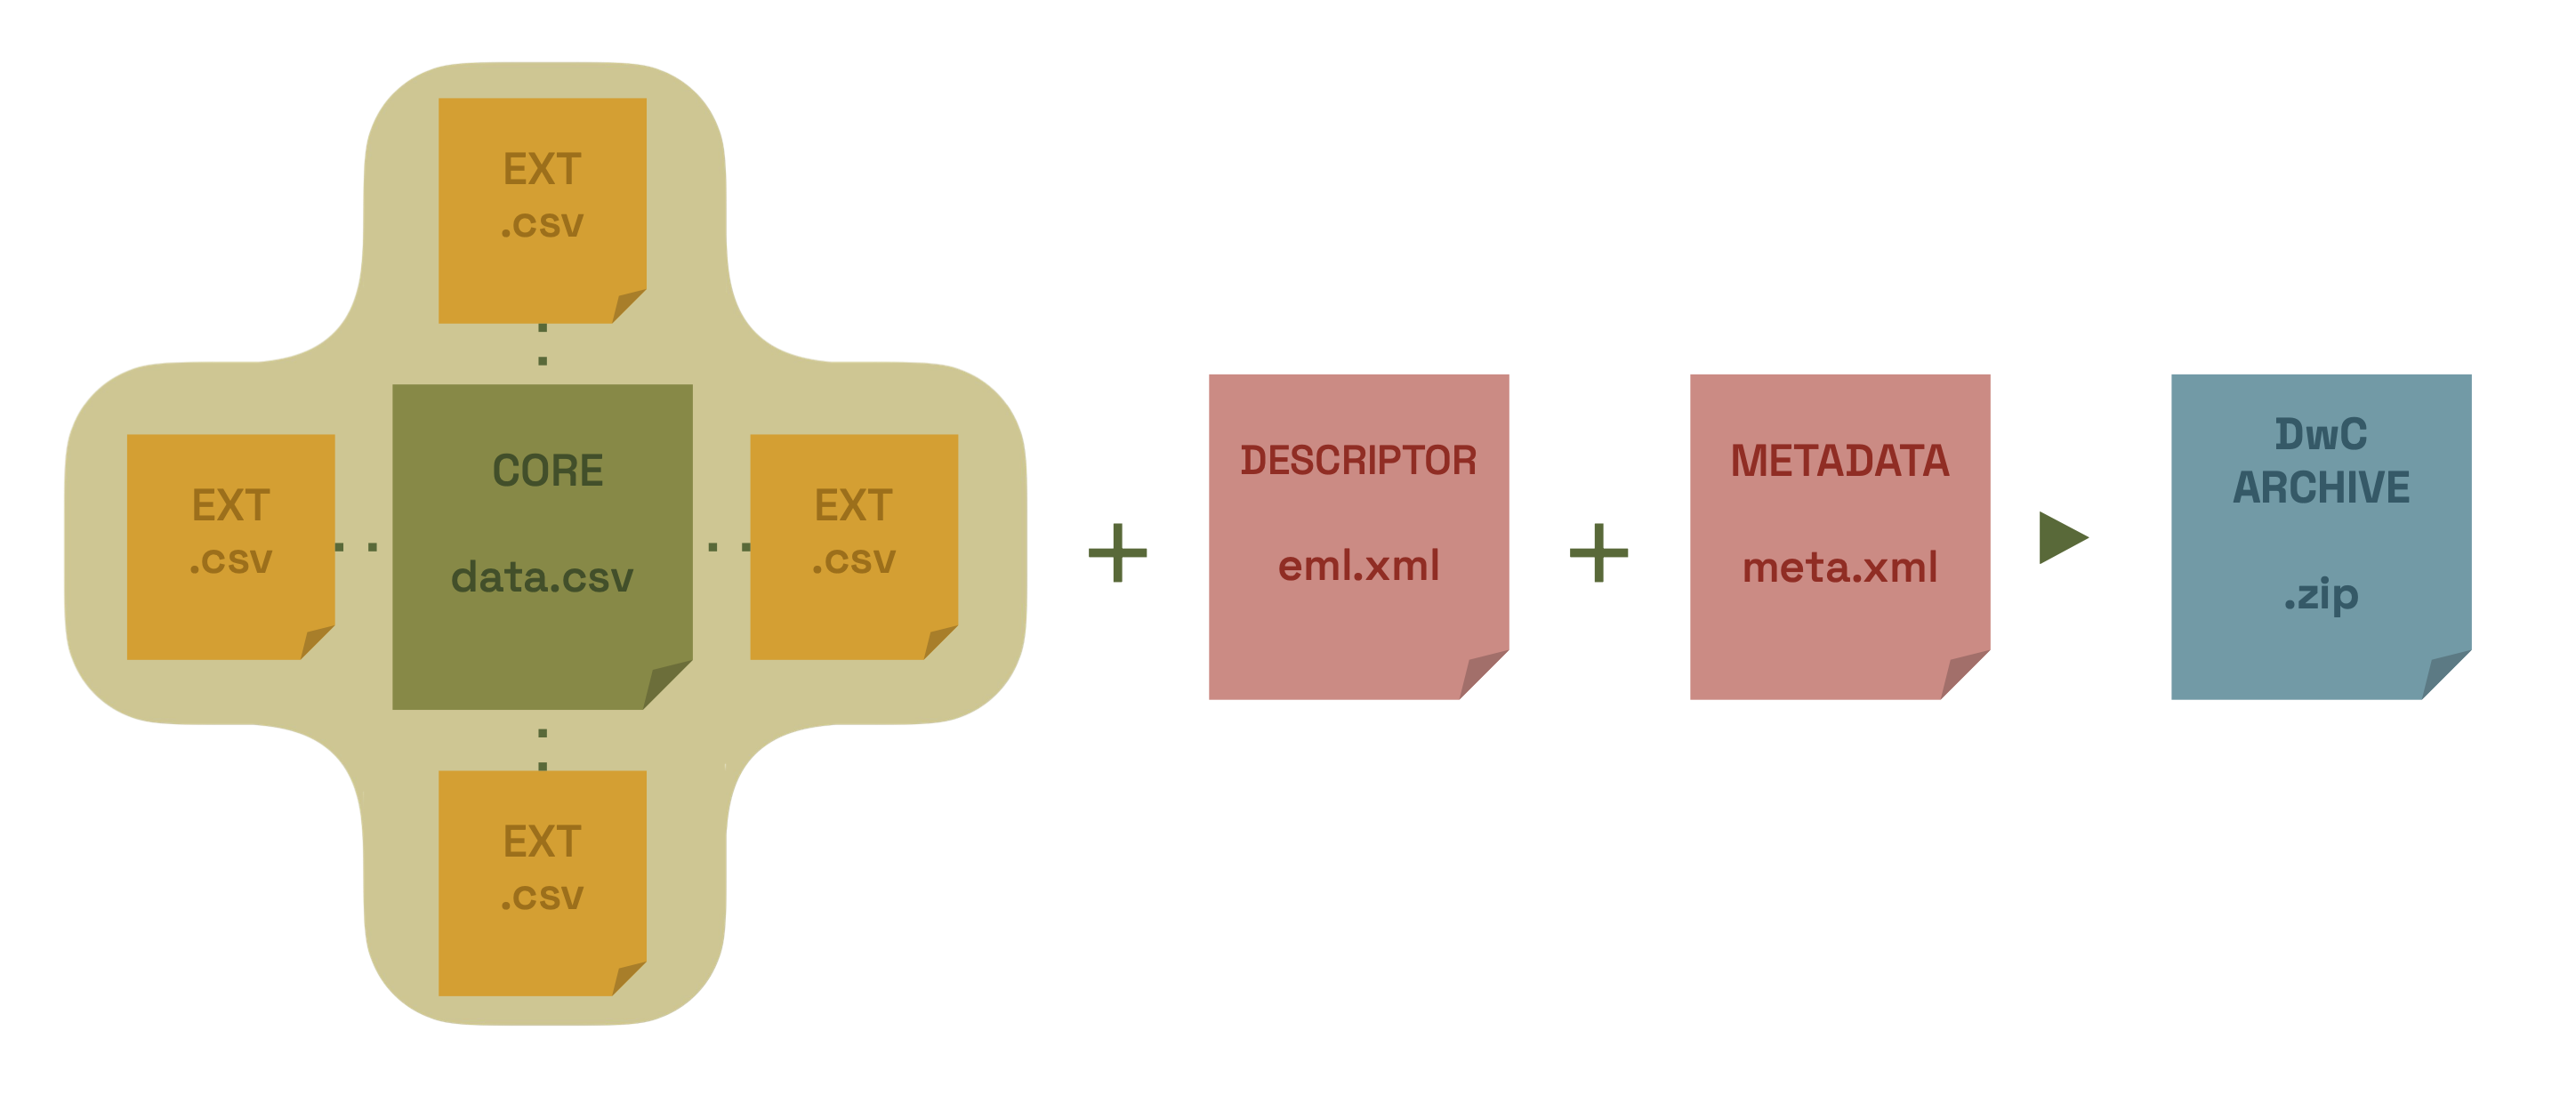 EXT
.csv
EXT
.csv
CORE
data.csv
EXT
.csv
EXT
.csv
+
DESCRIPTOR
eml.xml
+
METADATA
meta.xml
DwC
ARCHIVE
.zip